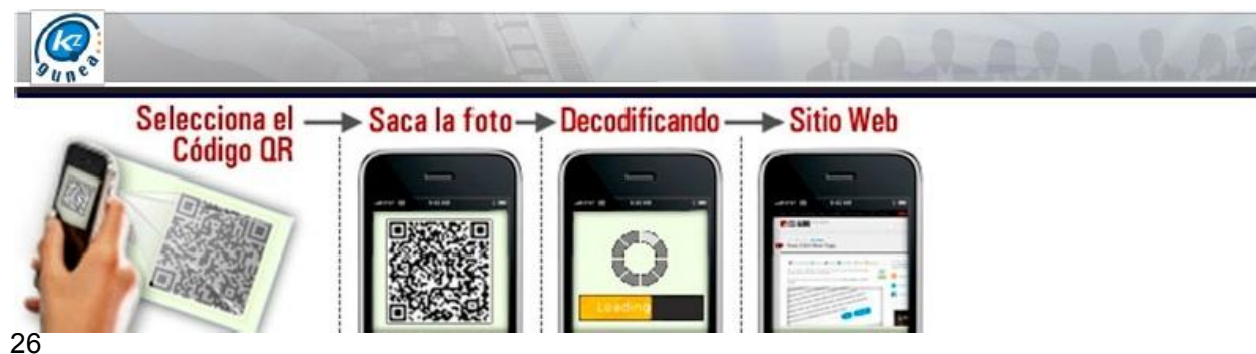 kz
gunea
Selecciona el
Código QR
Saca la foto
Decodificando
Sitio Web
Loading
26